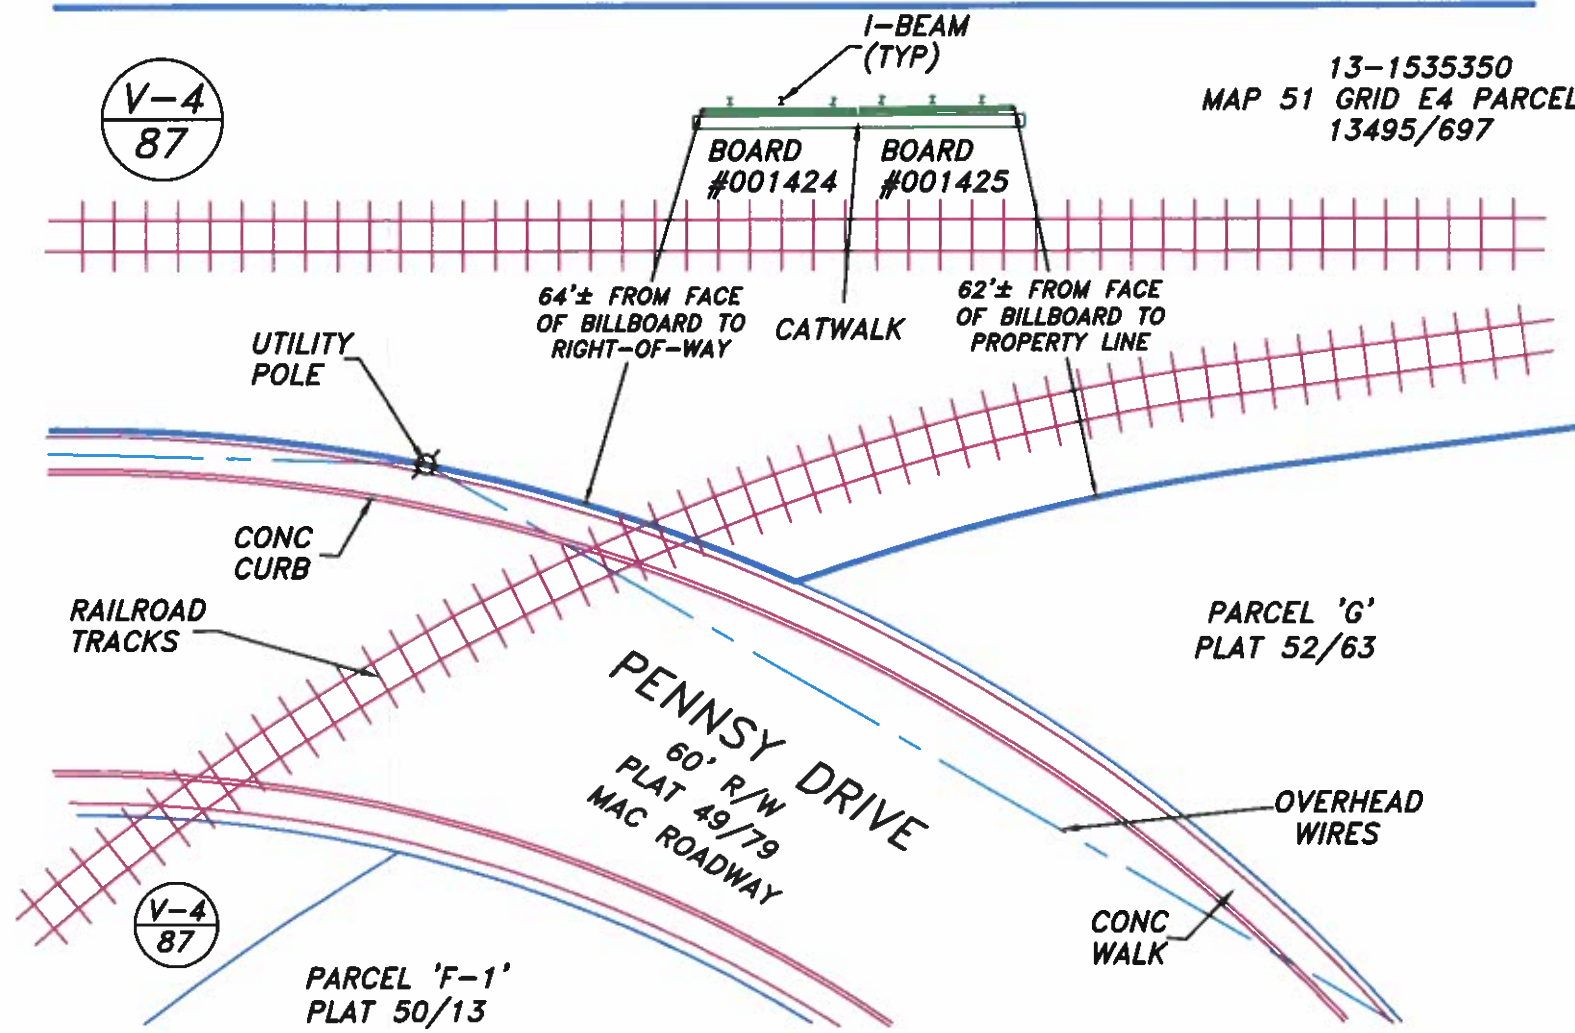 I-BEAM
(TYP)
V-4
87
13-1535350
MAP 51 GRID E4 PARCEL
13495/697
BOARD
#001424
BOARD
#001425
64'± FROM FACE
OF BILLBOARD TO
RIGHT-OF-WAY
CATWALK
62'± FROM FACE
OF BILLBOARD TO
PROPERTY LINE
UTILITY
POLE
CONC
CURB
RAILROAD
TRACKS
PARCEL 'G'
PLAT 52/63
PENNSY DRIVE
60' R/W
PLAT 49/79
MAC ROADWAY
OVERHEAD
WIRES
V-4
87
CONC
WALK
PARCEL 'F-1'
PLAT 50/13